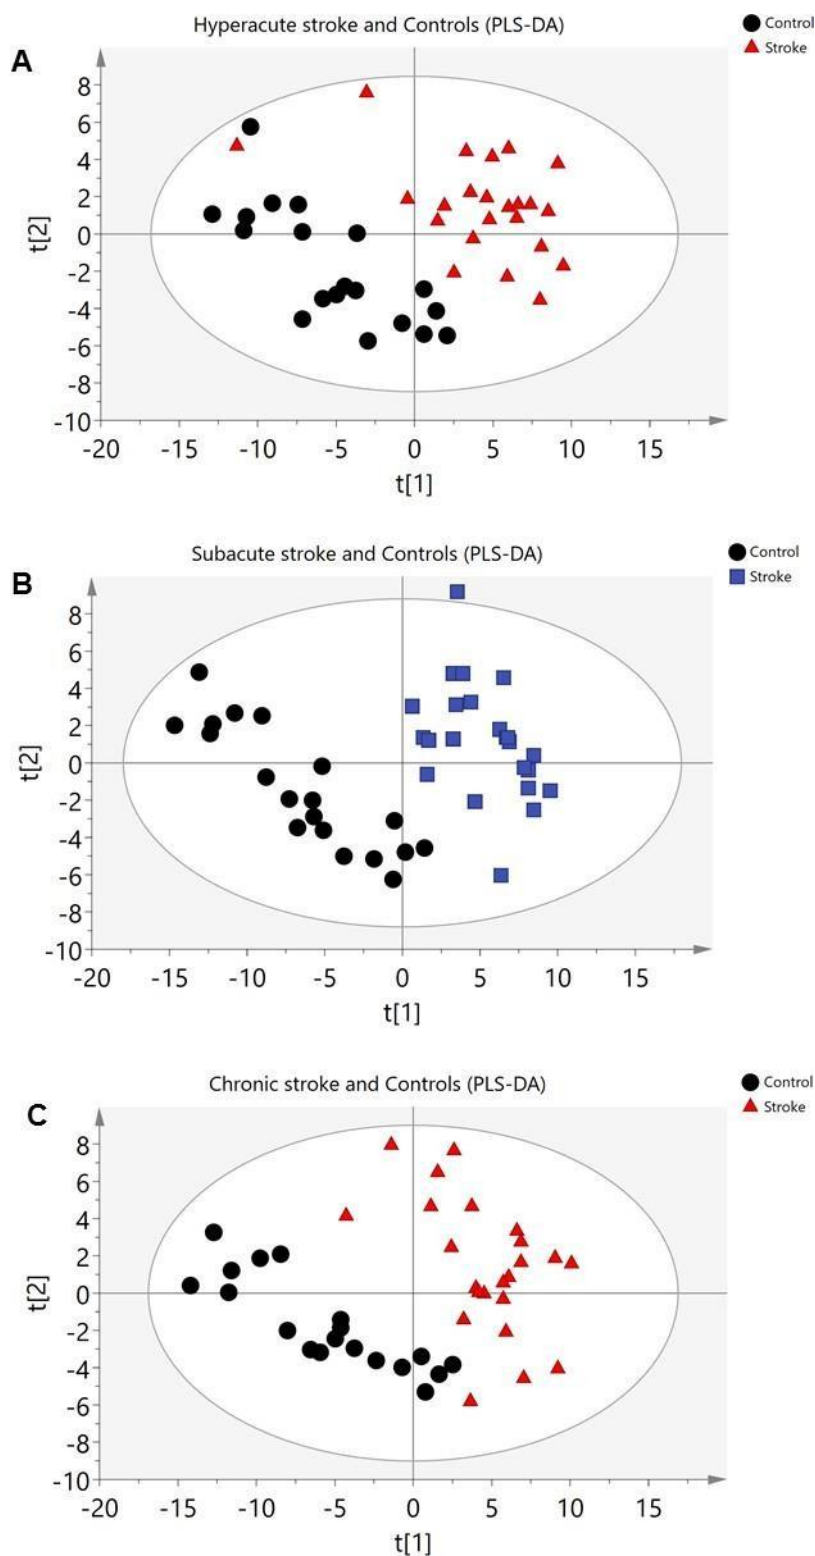 Hyperacute stroke and Controls (PLS-DA)
Control
Stroke
A
8
6
4
2
0
-2
-4
-6
-8
-10
t[2]
-20 -15 -10 -5 0 5 10 15
t[1]
Subacute stroke and Controls (PLS-DA)
Control
Stroke
B
8
6
4
2
0
-2
-4
-6
-8
-10
t[2]
-20 -15 -10 -5 0 5 10 15
t[1]
Chronic stroke and Controls (PLS-DA)
Control
Stroke
C
8
6
4
2
0
-2
-4
-6
-8
-10
t[2]
-20 -15 -10 -5 0 5 10 15
t[1]